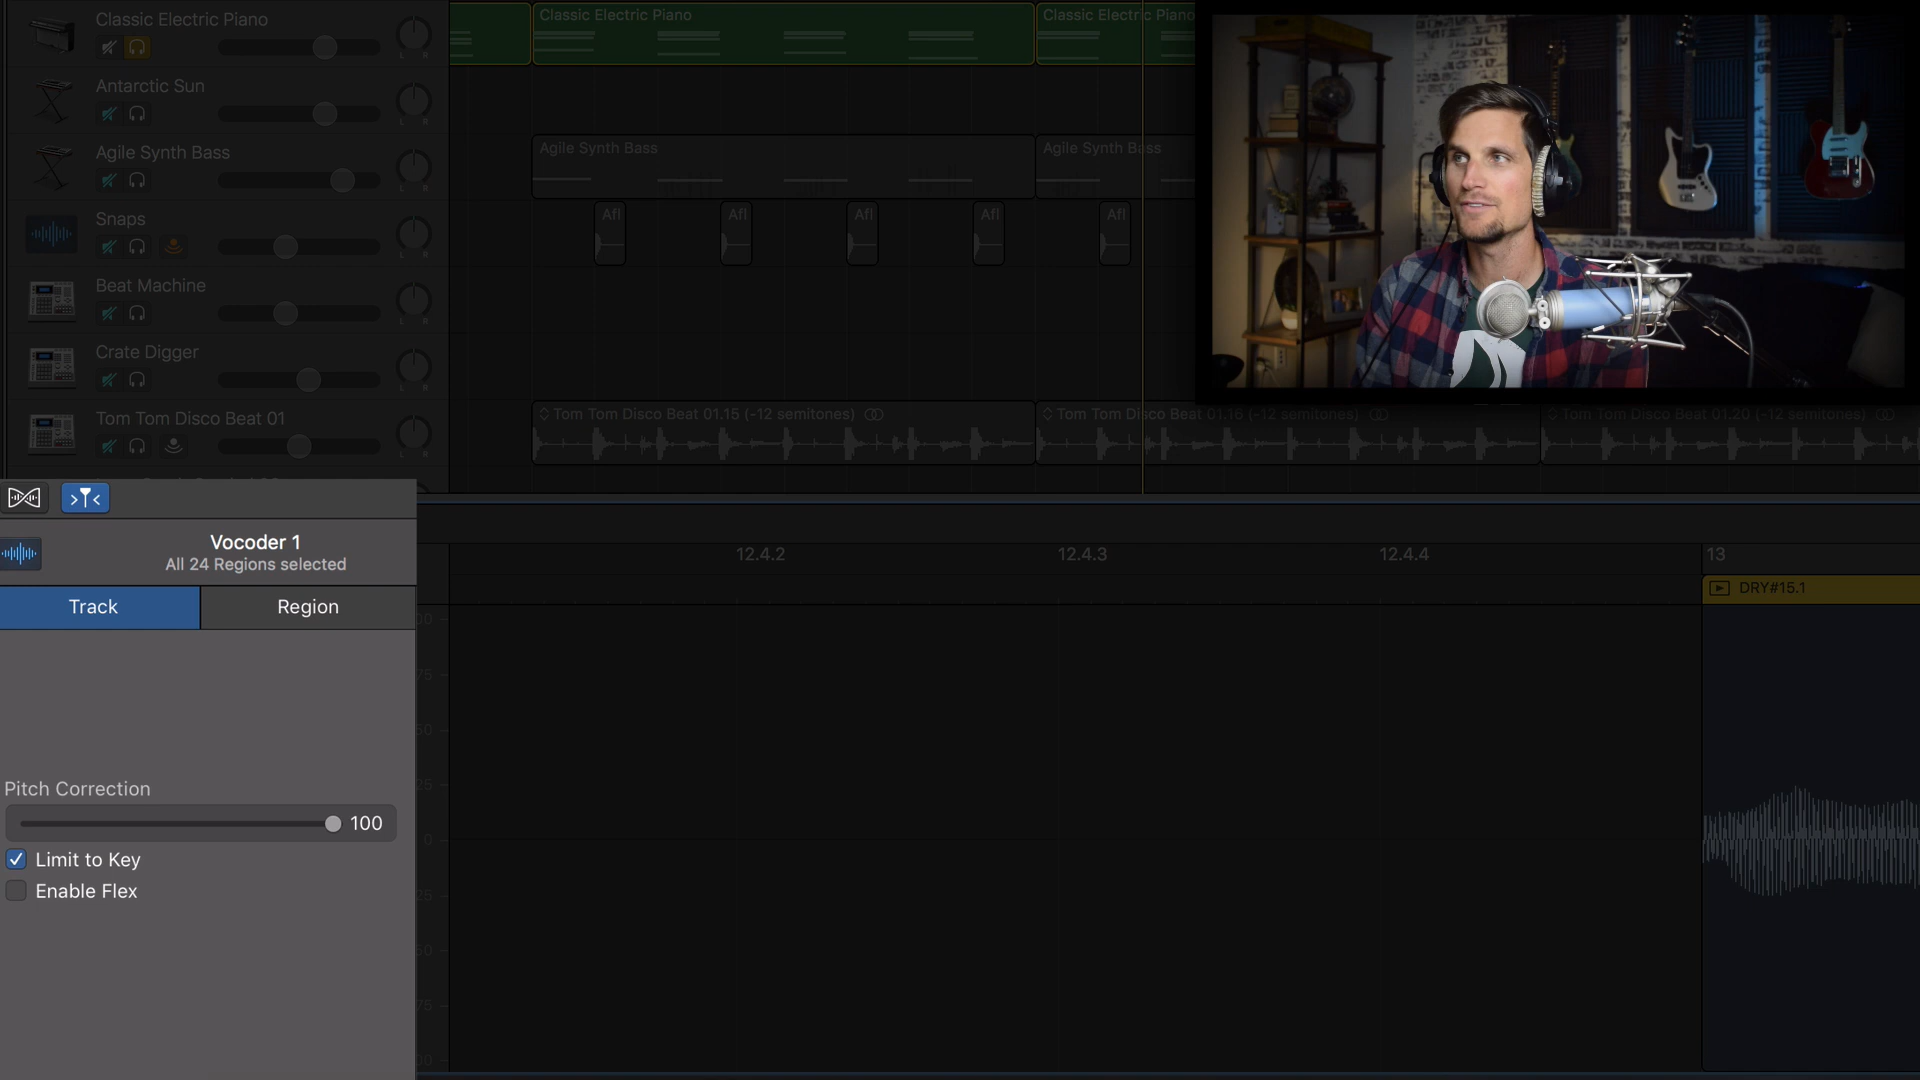 Classic Electric Piano
L R
Classic Electric Piano
Classic Electric Piano
Antarctic Sun
L R
Agile Synth Bass
L R
Agile Synth Bass
Agile Synth Bass
Snaps
L R
Afl
Afl
Afl
Afl
Afl
Beat Machine
L R
Crate Digger
L R
Tom Tom Disco Beat 01
L R
Tom Tom Disco Beat 01.15 (-12 semitones)
Tom Tom Disco Beat 01.16 (-12 semitones)
Tom Tom Disco Beat 01.20 (-12 semitones)
Vocoder 1
All 24 Regions selected
Track
Region
Pitch Correction
100
Limit to Key
Enable Flex
12.4.2
12.4.3
12.4.4
13
DRY#15.1